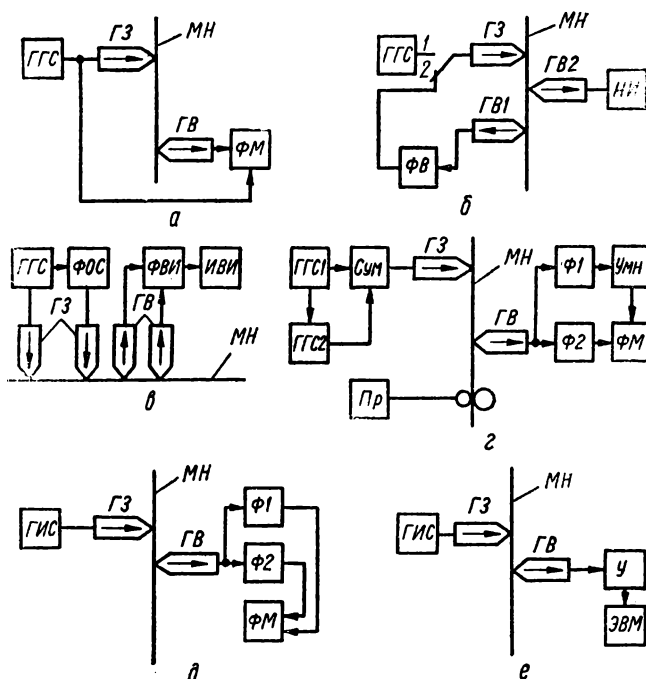 ГГС
ГЗ
МН
ГВ
ФМ
а
ГГС
1
2
ГЗ
МН
ГВ2
НИ
ГВ1
ФВ
б
ГГС
ФОС
ФВИ
ИВИ
ГЗ
ГВ
МН
в
ГГС1
Сум
ГЗ
МН
Ф1
Умн
ГГС2
ГВ
Ф2
ФМ
Пр
г
МН
ГЗ
ГИС
ГВ
Ф1
Ф2
ФМ
д
МН
ГЗ
ГИС
ГВ
У
ЭВМ
е